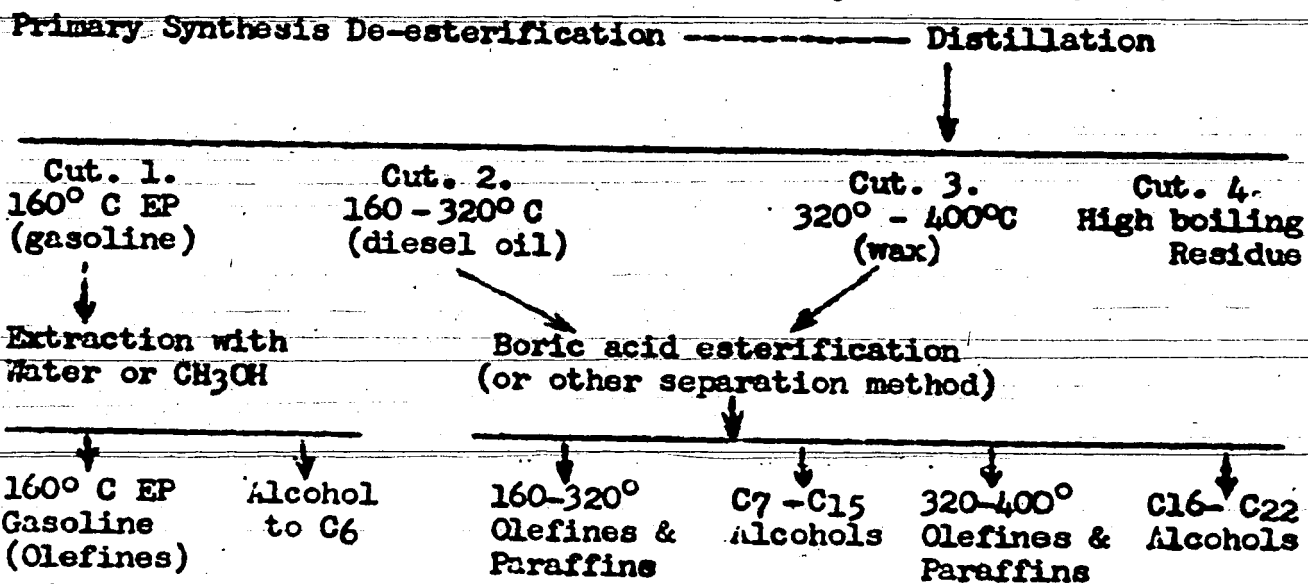 Primary Synthesis De-esterification ——— Distillation
Cut. 1.
160° C EP
(gasoline)
Cut. 2.
160-320° C
(diesel oil)
Cut. 3.
320° - 400°C
(wax)
Cut. 4.
High boiling
Residue
Extraction with
Water or CH3OH
Boric acid esterification
(or other separation method)
160° C EP
Gasoline
(Olefines)
Alcohol
to C6
160-320°
Olefines &
Paraffins
C7-C15
Alcohols
320-400°
Olefines &
Paraffins
C16- C22
Alcohols